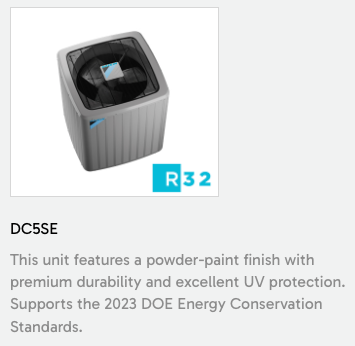 R32
DC5SE
This unit features a powder-paint finish with
premium durability and excellent UV protection.
Supports the 2023 DOE Energy Conservation
Standards.